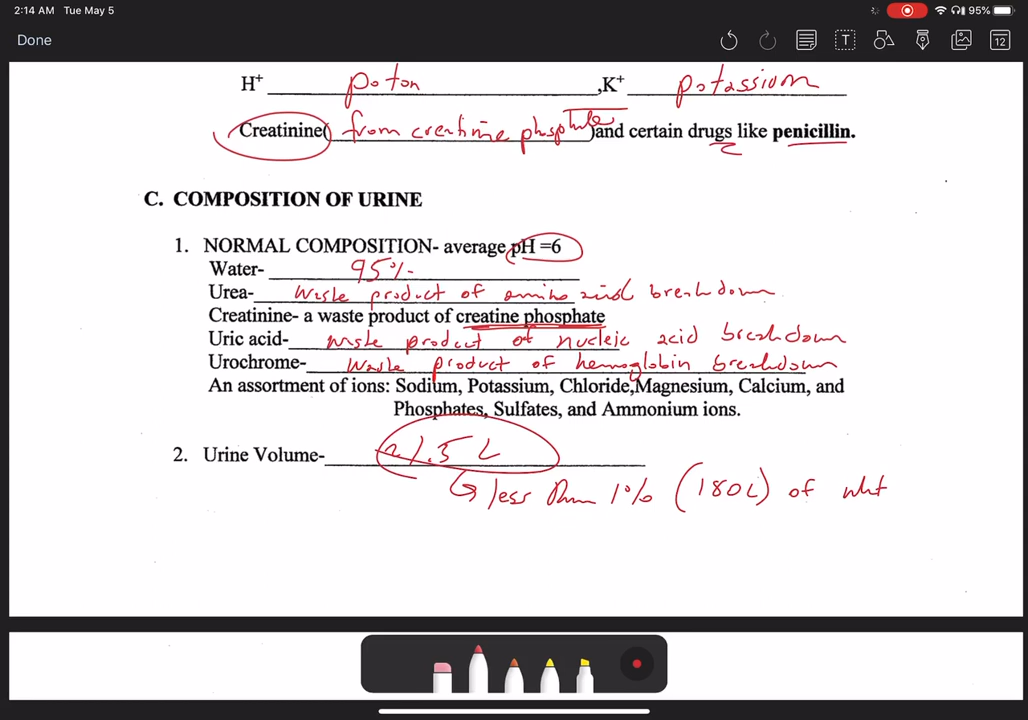 2:14 AM Tue May 5 95%
Done 12
H⁺ poton ,K⁺ potassium
Creatinine( from creatine phosphate )and certain drugs like penicillin.
C. COMPOSITION OF URINE
1. NORMAL COMPOSITION- average pH =6
Water- 95%
Urea- Waste product of amino acid breakdown
Creatinine- a waste product of creatine phosphate
Uric acid- waste product of nucleic acid breakdown
Urochrome- Waste product of hemoglobin breakdown
An assortment of ions: Sodium, Potassium, Chloride,Magnesium, Calcium, and
Phosphates, Sulfates, and Ammonium ions.
2. Urine Volume- ~1.5 L
less than 1% (180L) of what